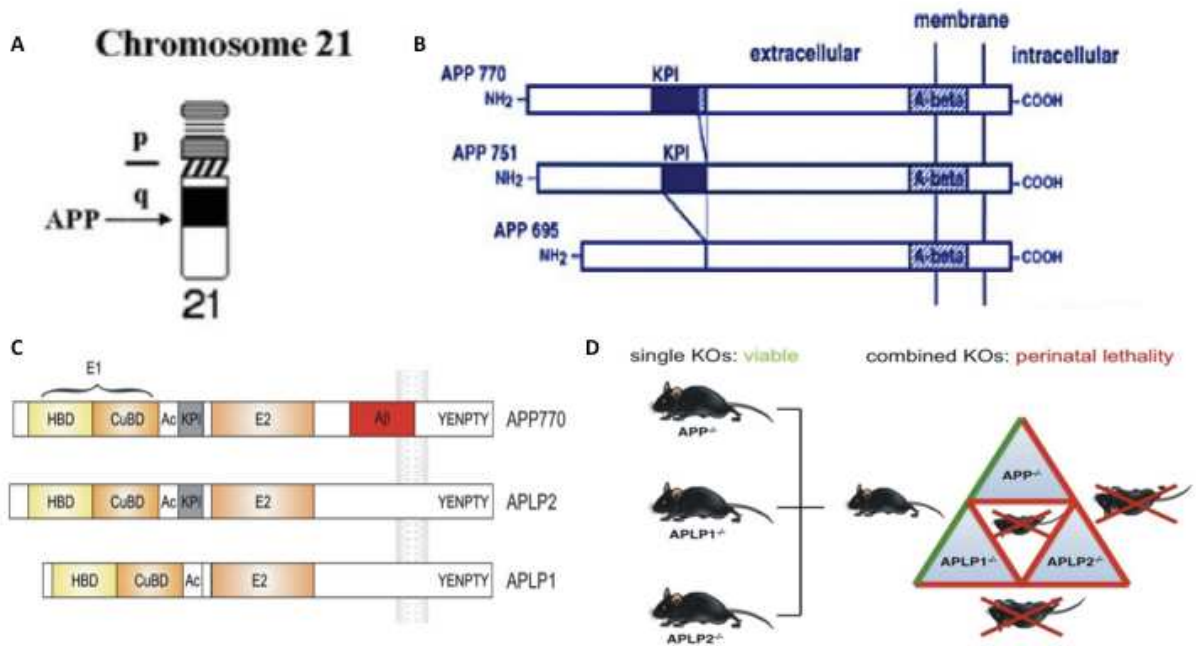 A
Chromosome 21
p
q
APP
21
B
membrane
extracellular
intracellular
APP 770
KPI
NH2
A-beta
COOH
APP 751
KPI
NH2
A-beta
COOH
APP 695
NH2
A-beta
COOH
C
E1
HBD CuBD Ac KPI E2 Aβ YENPTY APP770
HBD CuBD Ac KPI E2 YENPTY APLP2
HBD CuBD Ac E2 YENPTY APLP1
D
single KOs: viable
combined KOs: perinatal lethality
APP-/-
APLP1-/-
APLP2-/-
APP-/-
APLP1-/-
APLP2-/-